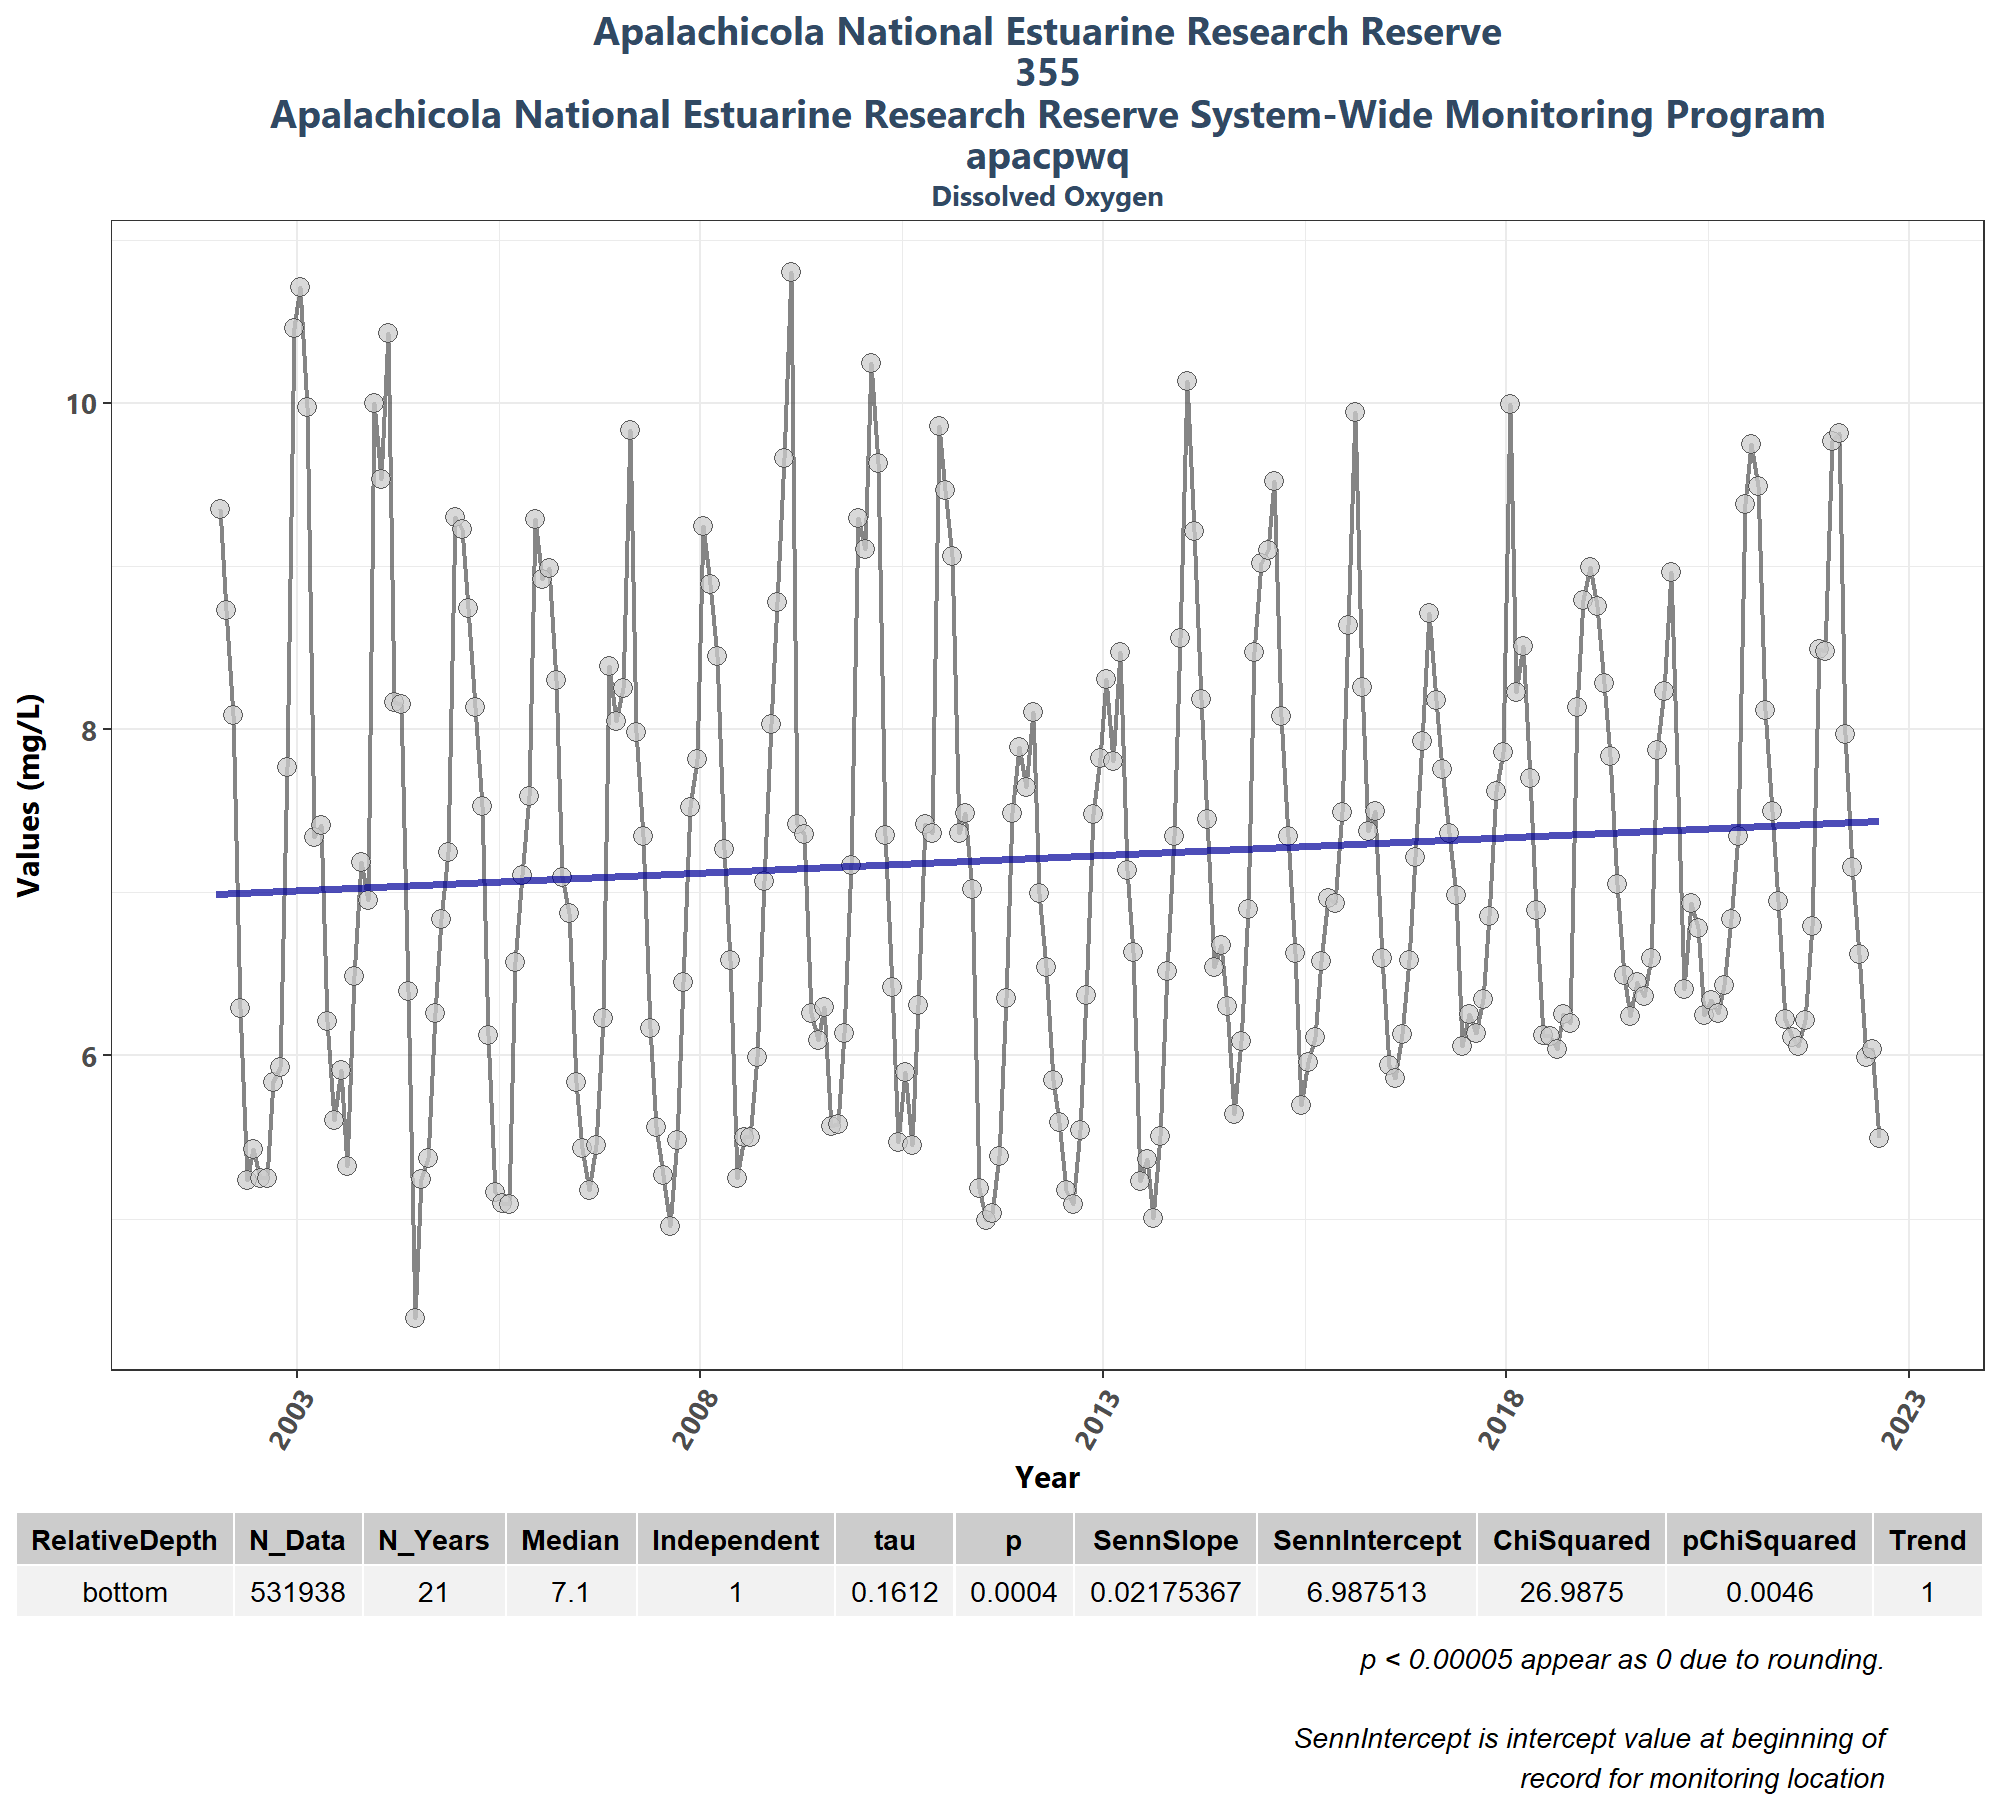 Apalachicola National Estuarine Research Reserve
355
Apalachicola National Estuarine Research Reserve System-Wide Monitoring Program
apacpwq
Dissolved Oxygen
Values (mg/L)
10
8
6
2003
2008
2013
2018
2023
Year
RelativeDepth N_Data N_Years Median Independent tau p SennSlope SennIntercept ChiSquared pChiSquared Trend
bottom 531938 21 7.1 1 0.1612 0.0004 0.02175367 6.987513 26.9875 0.0046 1
p < 0.00005 appear as 0 due to rounding.
SennIntercept is intercept value at beginning of
record for monitoring location